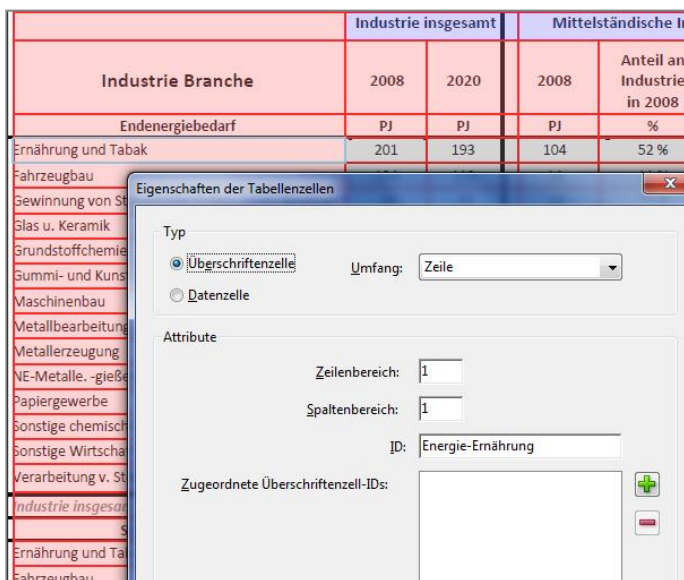 Industrie insgesamt Mittelständische
Industrie Branche 2008 2020 2008 Anteil an
Industrie
in 2008
Endenergiebedarf PJ PJ PJ %
Ernährung und Tabak 201 193 104 52 %
Fahrzeugbau
Gewinnung von St
Glas u. Keramik
Grundstoffchemie
Gummi- und Kuns
Maschinenbau
Metallbearbeitung
Metallerzeugung
NE-Metalle. -gieße
Papiergewerbe
Sonstige chemisch
Sonstige Wirtscha
Verarbeitung v. St
Industrie insgesam
S
Ernährung und Ta
Fahrzeugbau
Eigenschaften der Tabellenzellen
Typ
Überschriftenzelle Umfang: Zeile
Datenzelle
Attribute
Zeilenbereich: 1
Spaltenbereich: 1
ID: Energie-Ernährung
Zugeordnete Überschriftenzell-IDs: